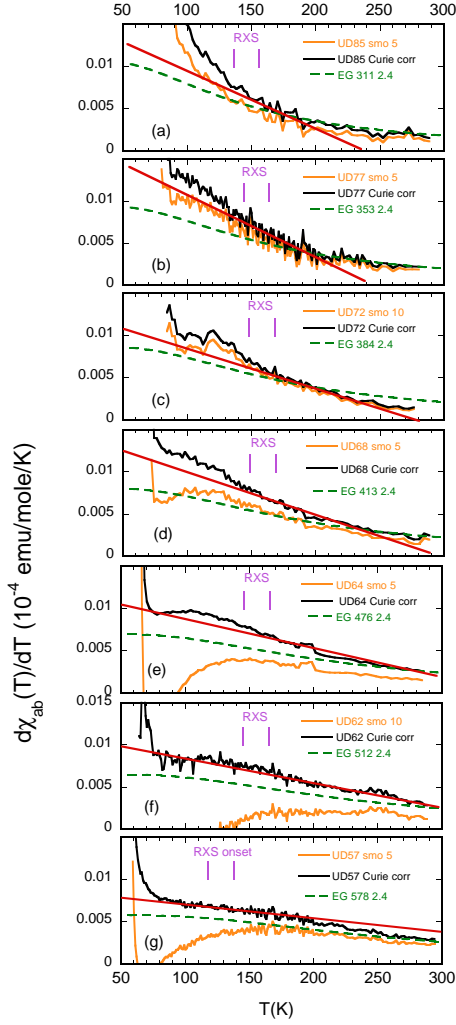 50 100 150 200 250 300
RXS
UD85 smo 5
UD85 Curie corr
EG 311 2.4
0.01
0.005
0
(a)
RXS
UD77 smo 5
UD77 Curie corr
EG 353 2.4
0.01
0.005
0
(b)
RXS
UD72 smo 10
UD72 Curie corr
EG 384 2.4
0.01
0.005
0
(c)
RXS
UD68 smo 5
UD68 Curie corr
EG 413 2.4
0.01
0.005
0
(d)
RXS
UD64 smo 5
UD64 Curie corr
EG 476 2.4
0.01
0.005
0
(e)
RXS
UD62 smo 10
UD62 Curie corr
EG 512 2.4
0.015
0.01
0.005
0
(f)
RXS onset
UD57 smo 5
UD57 Curie corr
EG 578 2.4
0.01
0.005
0
(g)
50 100 150 200 250 300
T(K)
dχab(T)/dT (10-4 emu/mole/K)